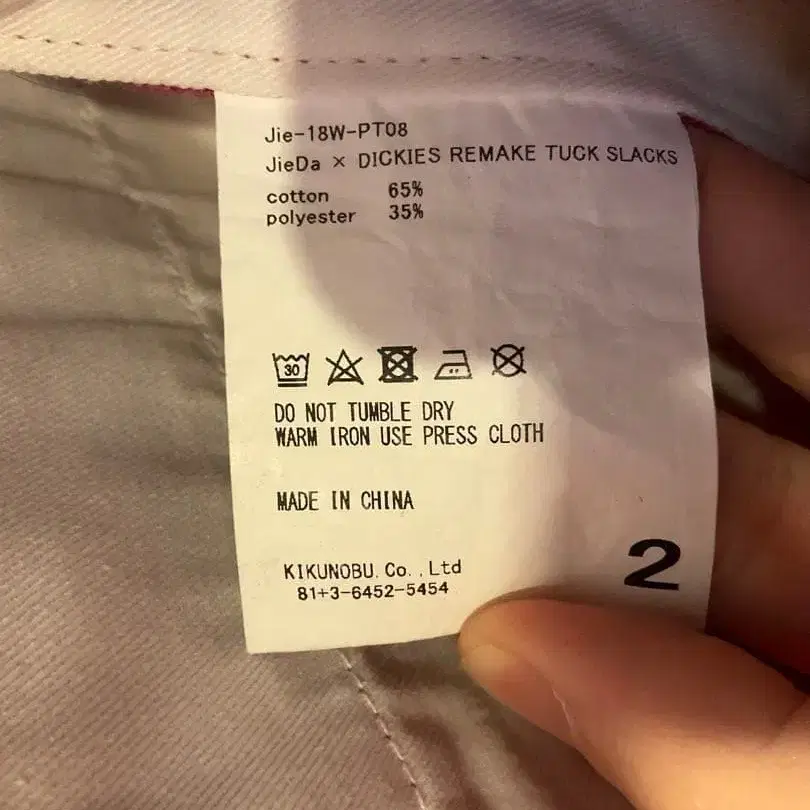 Jie-18W-PT08
JieDa × DICKIES REMAKE TUCK SLACKS
cotton 65%
polyester 35%
30
DO NOT TUMBLE DRY
WARM IRON USE PRESS CLOTH
MADE IN CHINA
KIKUNOBU. Co. ,Ltd
81+3-6452-5454
2